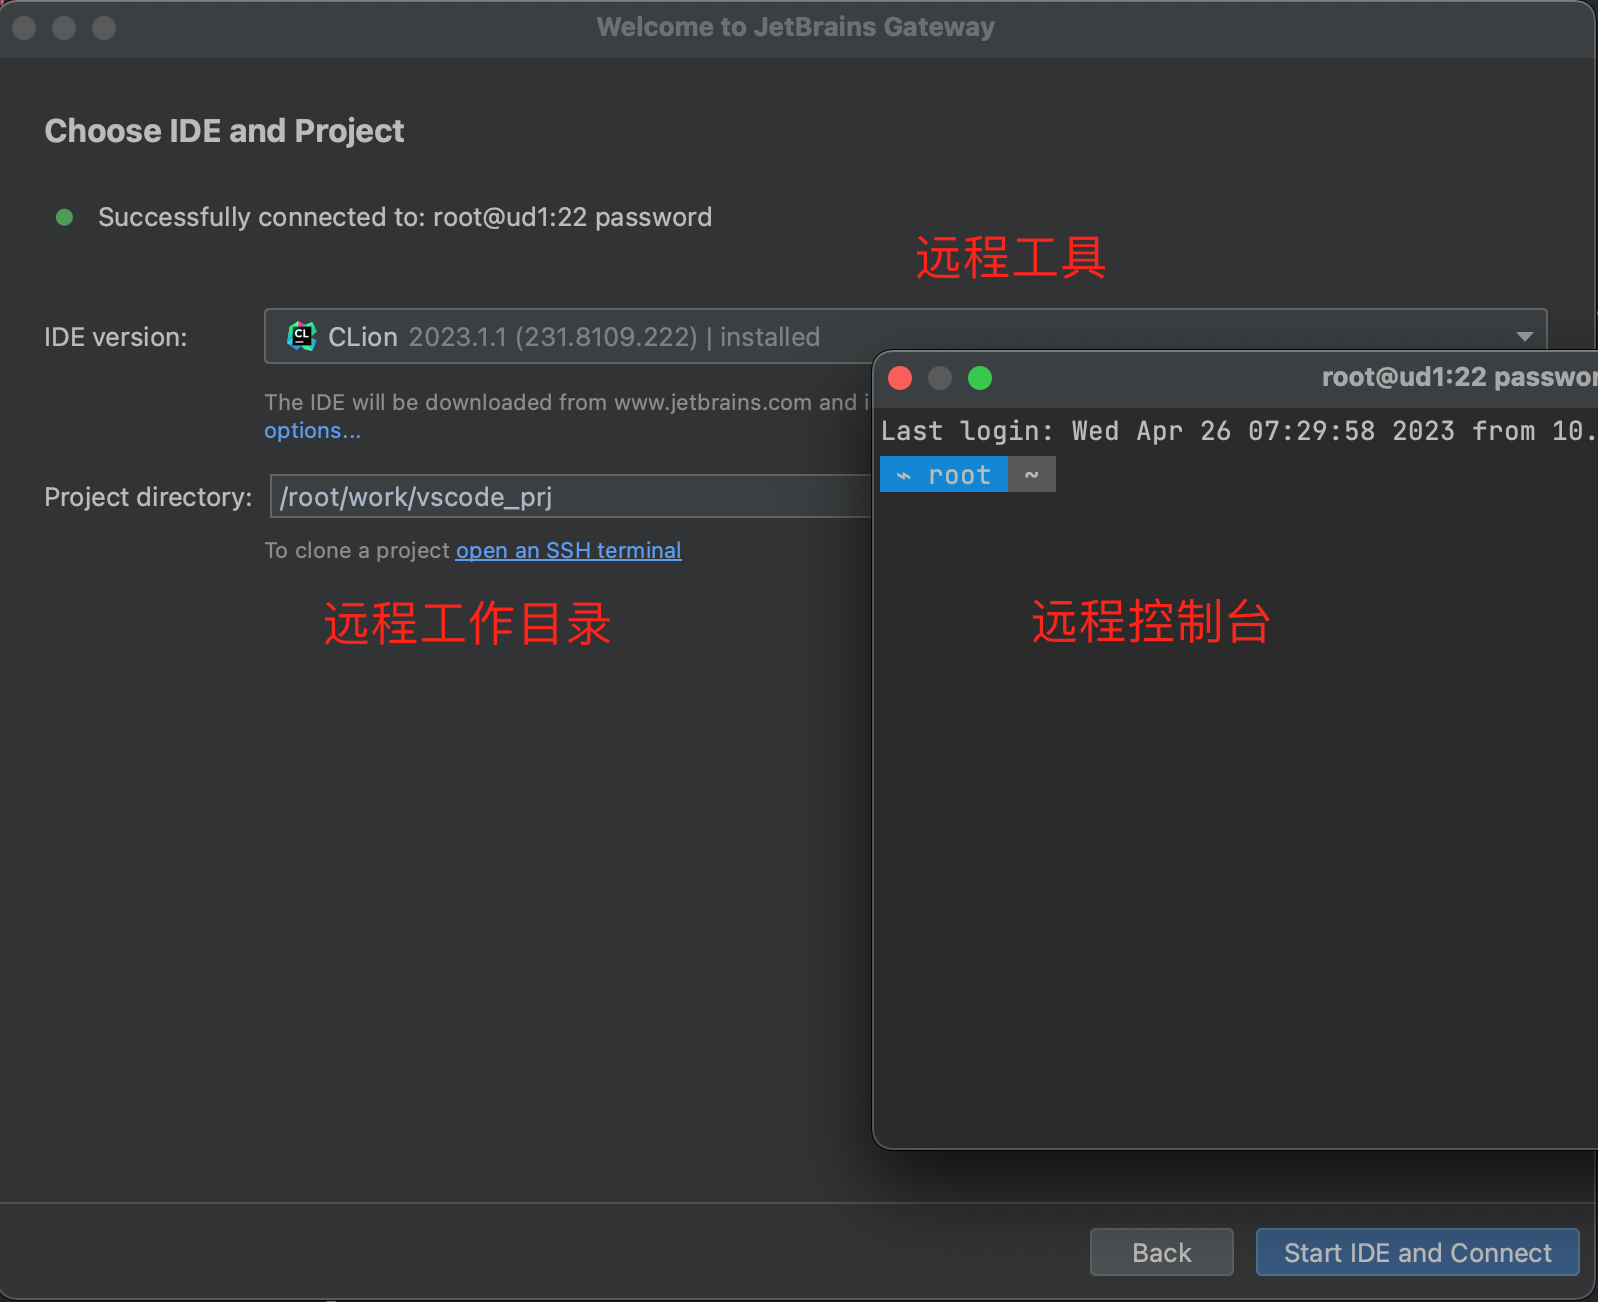 Welcome to JetBrains Gateway
Choose IDE and Project
Successfully connected to: root@ud1:22 password
远程工具
IDE version:
CL
CLion 2023.1.1 (231.8109.222) | installed
The IDE will be downloaded from www.jetbrains.com and i
options...
Project directory:
/root/work/vscode_prj
To clone a project open an SSH terminal
远程工作目录
root@ud1:22 passwor
Last login: Wed Apr 26 07:29:58 2023 from 10.
root ~
远程控制台
Back
Start IDE and Connect